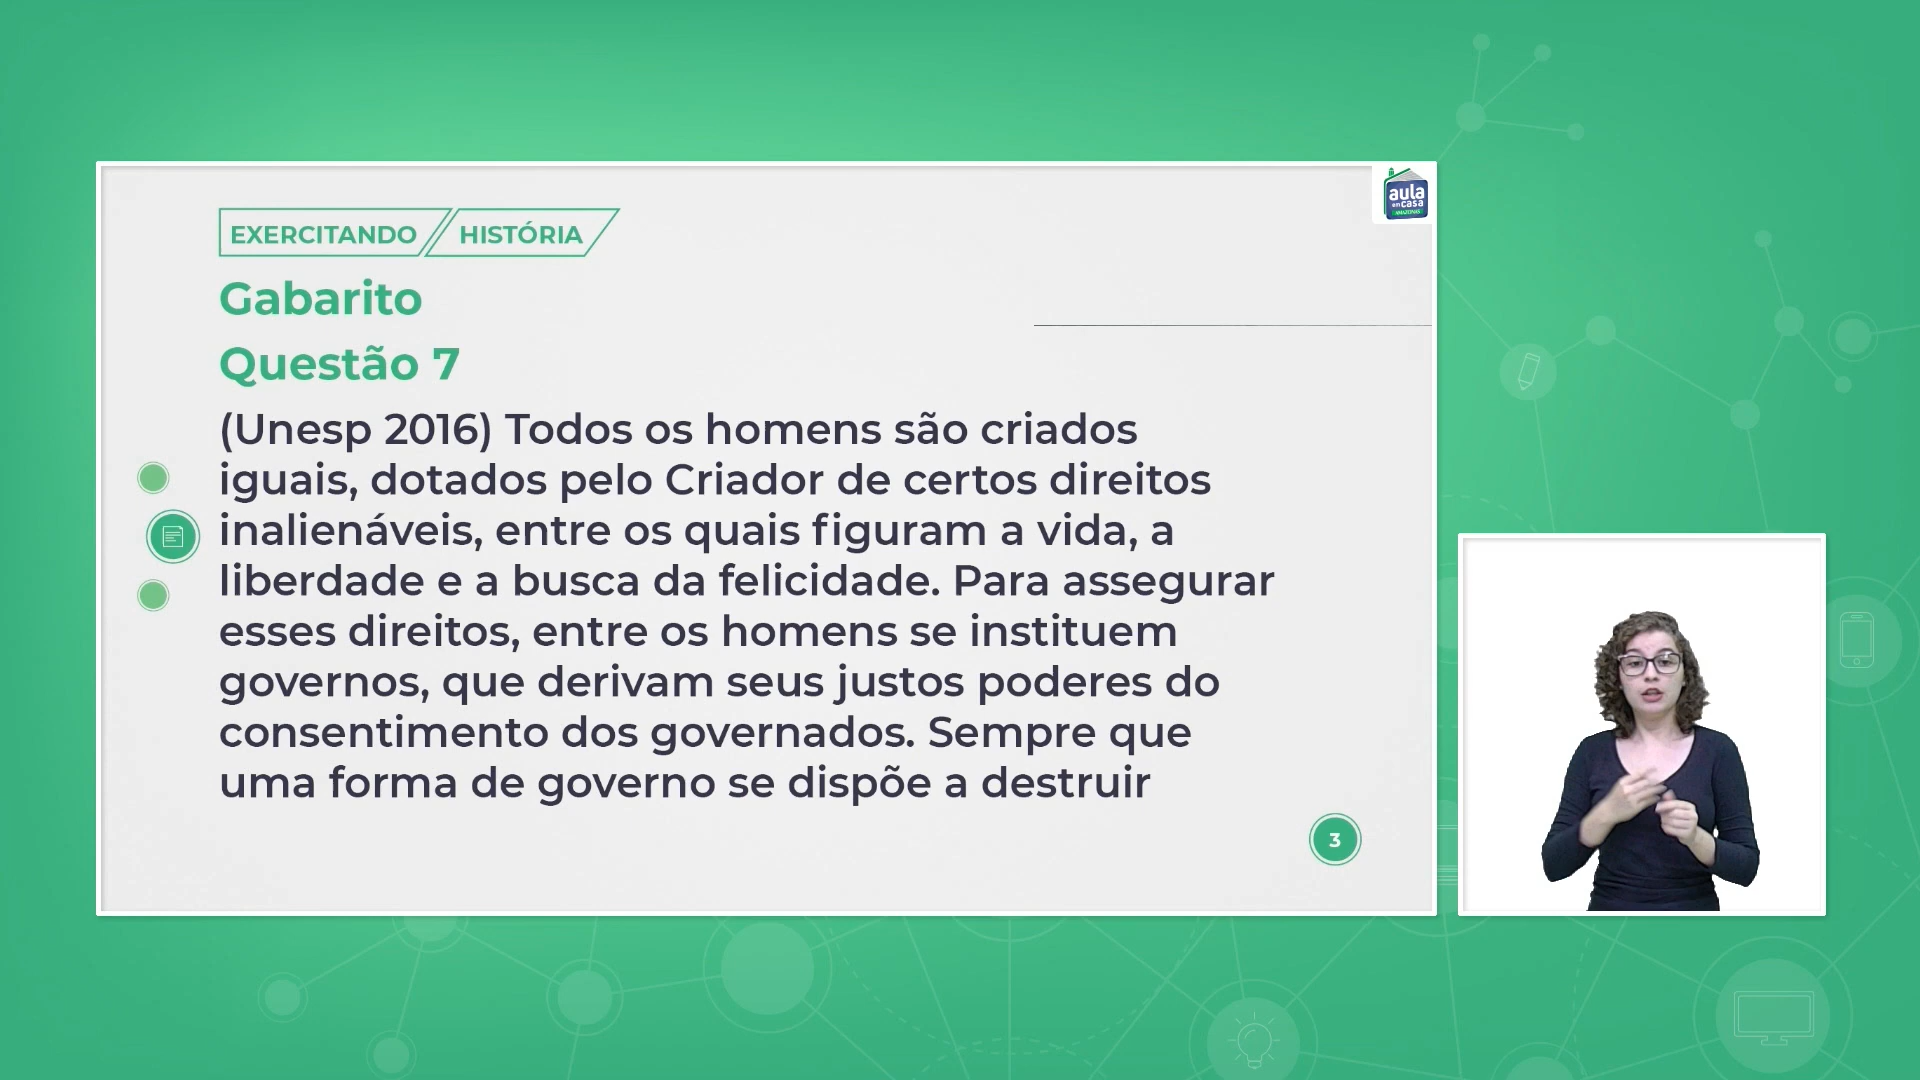 aula
em casa
AMAZONAS
EXERCITANDO HISTÓRIA
Gabarito
Questão 7
(Unesp 2016) Todos os homens são criados
iguais, dotados pelo Criador de certos direitos
inalienáveis, entre os quais figuram a vida, a
liberdade e a busca da felicidade. Para assegurar
esses direitos, entre os homens se instituem
governos, que derivam seus justos poderes do
consentimento dos governados. Sempre que
uma forma de governo se dispõe a destruir
3